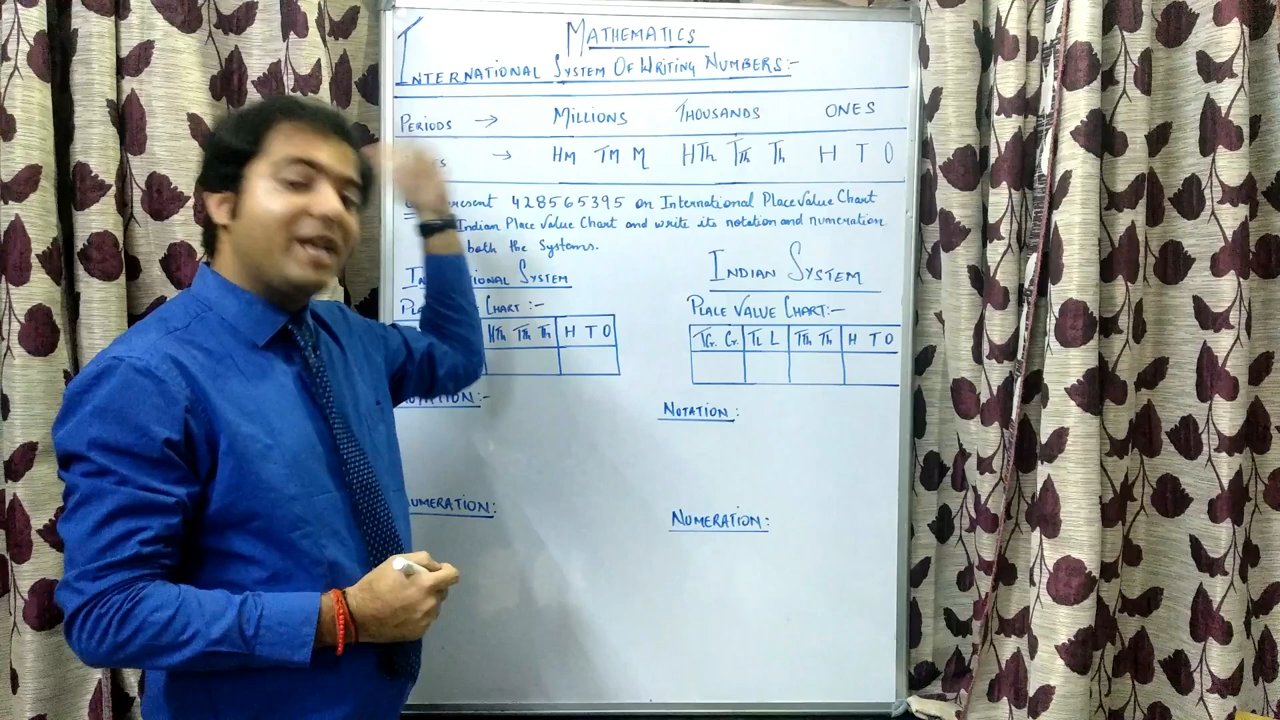 MATHEMATICS
INTERNATIONAL SYSTEM OF WRITING NUMBERS:-
PERIODS → MILLIONS THOUSANDS ONES
→ HM TM M HTh TTh Th H T O
428565395 on International Place Value Chart
Indian Place Value Chart and write its notation and numeration
both the Systems.
SYSTEM INDIAN SYSTEM
CHART:- PLACE VALUE CHART:-
HTh TTh Th H T O TCr. Cr. TL L TTh Th H T O
NOTATION:- NOTATION:
NUMERATION: NUMERATION: